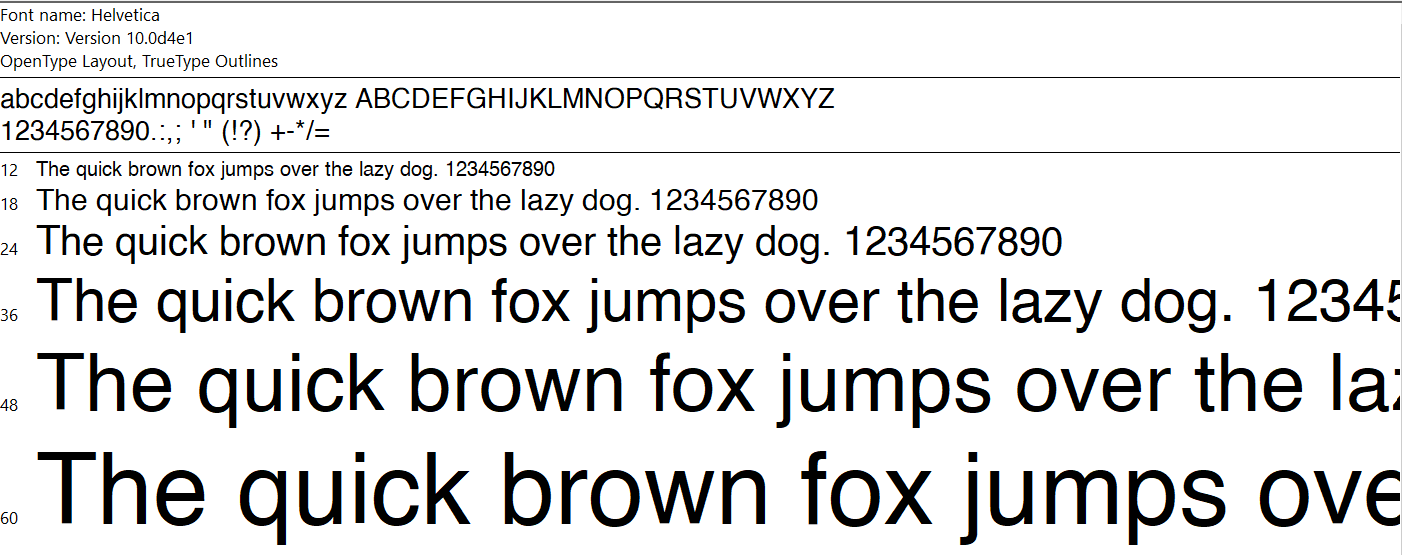 Font name: Helvetica
Version: Version 10.0d4e1
OpenType Layout, TrueType Outlines
abcdefghijklmnopqrstuvwxyz ABCDEFGHIJKLMNOPQRSTUVWXYZ
1234567890.:,; ' " (!?) +-*/=
12 The quick brown fox jumps over the lazy dog. 1234567890
18 The quick brown fox jumps over the lazy dog. 1234567890
24 The quick brown fox jumps over the lazy dog. 1234567890
36 The quick brown fox jumps over the lazy dog. 12345
48 The quick brown fox jumps over the laz
60 The quick brown fox jumps ove